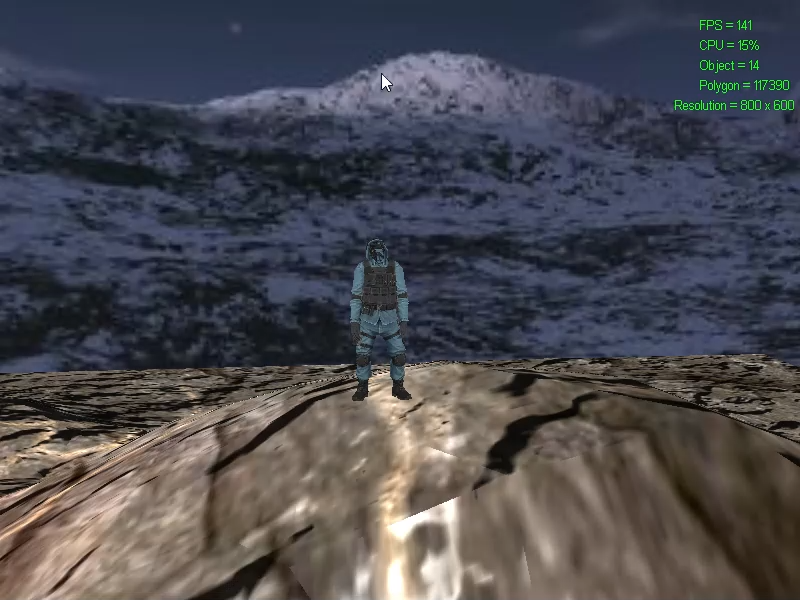 FPS = 141
CPU = 15%
Object = 14
Polygon = 117390
Resolution = 800 x 600